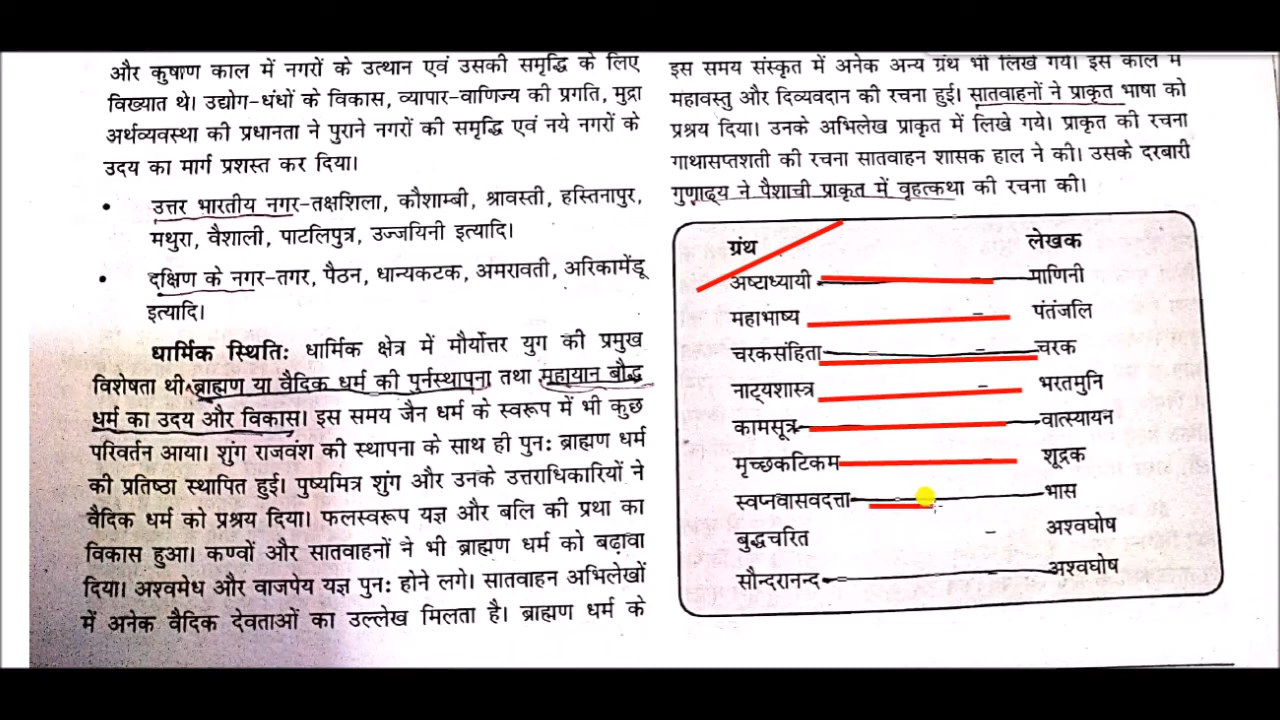 और कुषाण काल में नगरों के उत्थान एवं उसकी समृद्धि के लिए
विख्यात थे। उद्योग-धंधों के विकास, व्यापार-वाणिज्य की प्रगति, मुद्रा
अर्थव्यवस्था की प्रधानता ने पुराने नगरों की समृद्धि एवं नये नगरों के
उदय का मार्ग प्रशस्त कर दिया।
• उत्तर भारतीय नगर-तक्षशिला, कौशाम्बी, श्रावस्ती, हस्तिनापुर,
मथुरा, वैशाली, पाटलिपुत्र, उज्जयिनी इत्यादि।
• दक्षिण के नगर-तगर, पैठन, धान्यकटक, अमरावती, अरिकामेडू
इत्यादि।
धार्मिक स्थितिः धार्मिक क्षेत्र में मौर्योत्तर युग की प्रमुख
विशेषता थी ब्राह्मण या वैदिक धर्म की पुर्नस्थापना तथा महायान बौद्ध
धर्म का उदय और विकास। इस समय जैन धर्म के स्वरूप में भी कुछ
परिवर्तन आया। शुंग राजवंश की स्थापना के साथ ही पुनः ब्राह्मण धर्म
की प्रतिष्ठा स्थापित हुई। पुष्यमित्र शुंग और उनके उत्तराधिकारियों ने
वैदिक धर्म को प्रश्रय दिया। फलस्वरूप यज्ञ और बलि की प्रथा का
विकास हुआ। कण्वों और सातवाहनों ने भी ब्राह्मण धर्म को बढ़ावा
दिया। अश्वमेध और वाजपेय यज्ञ पुनः होने लगे। सातवाहन अभिलेखों
में अनेक वैदिक देवताओं का उल्लेख मिलता है। ब्राह्मण धर्म के
इस समय संस्कृत में अनेक अन्य ग्रंथ भी लिखे गये। इस काल में
महावस्तु और दिव्यवदान की रचना हुई। सातवाहनों ने प्राकृत भाषा को
प्रश्रय दिया। उनके अभिलेख प्राकृत में लिखे गये। प्राकृत की रचना
गाथासप्तशती की रचना सातवाहन शासक हाल ने की। उसके दरबारी
गुणाढ्य ने पैशाची प्राकृत में वृहत्कथा की रचना की।
ग्रंथ लेखक
अष्टाध्यायी - पाणिनी
महाभाष्य - पंतंजलि
चरकसंहिता - चरक
नाट्यशास्त्र - भरतमुनि
कामसूत्र - वात्स्यायन
मृच्छकटिकम - शूद्रक
स्वप्नवासवदत्ता - भास
बुद्धचरित - अश्वघोष
सौन्दरानन्द - अश्वघोष